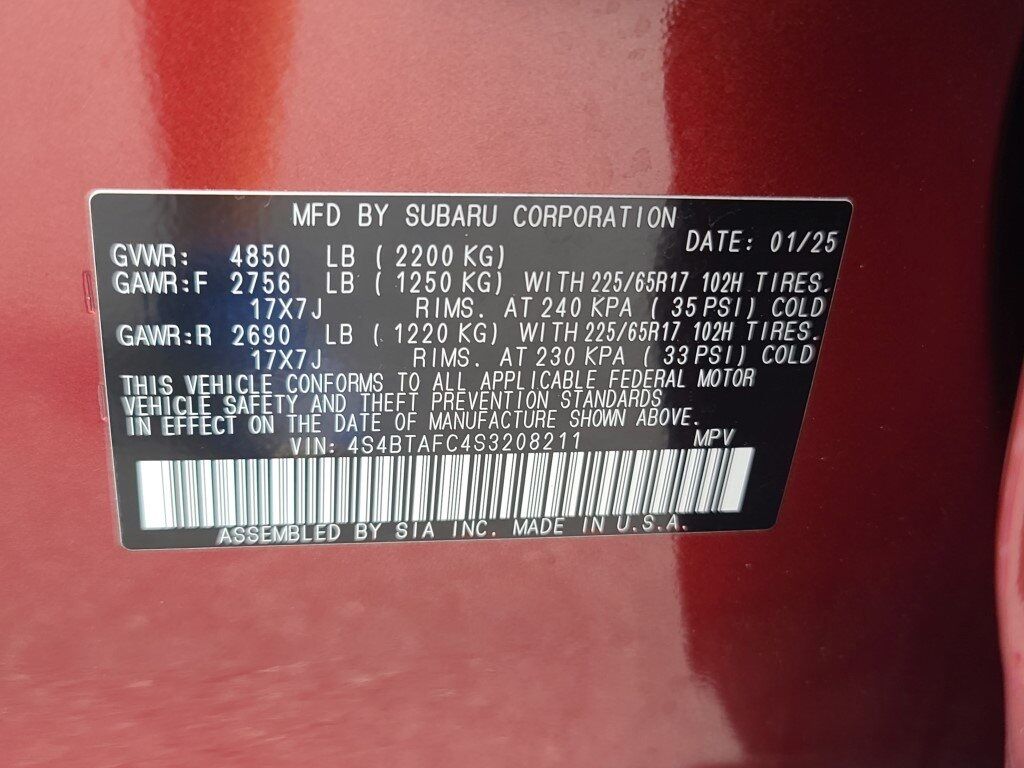 MFD BY SUBARU CORPORATION
DATE: 01/25
GVWR: 4850 LB (2200 KG)
GAWR:F 2756 LB (1250 KG) WITH 225/65R17 102H TIRES.
17X7J RIMS. AT 240 KPA (35 PSI) COLD
GAWR:R 2690 LB (1220 KG) WITH 225/65R17 102H TIRES.
17X7J RIMS. AT 230 KPA (33 PSI) COLD
THIS VEHICLE CONFORMS TO ALL APPLICABLE FEDERAL MOTOR
VEHICLE SAFETY AND THEFT PREVENTION STANDARDS
IN EFFECT ON THE DATE OF MANUFACTURE SHOWN ABOVE.
VIN: 4S4BTAFC4S3208211 MPV
ASSEMBLED BY SIA INC. MADE IN U.S.A.